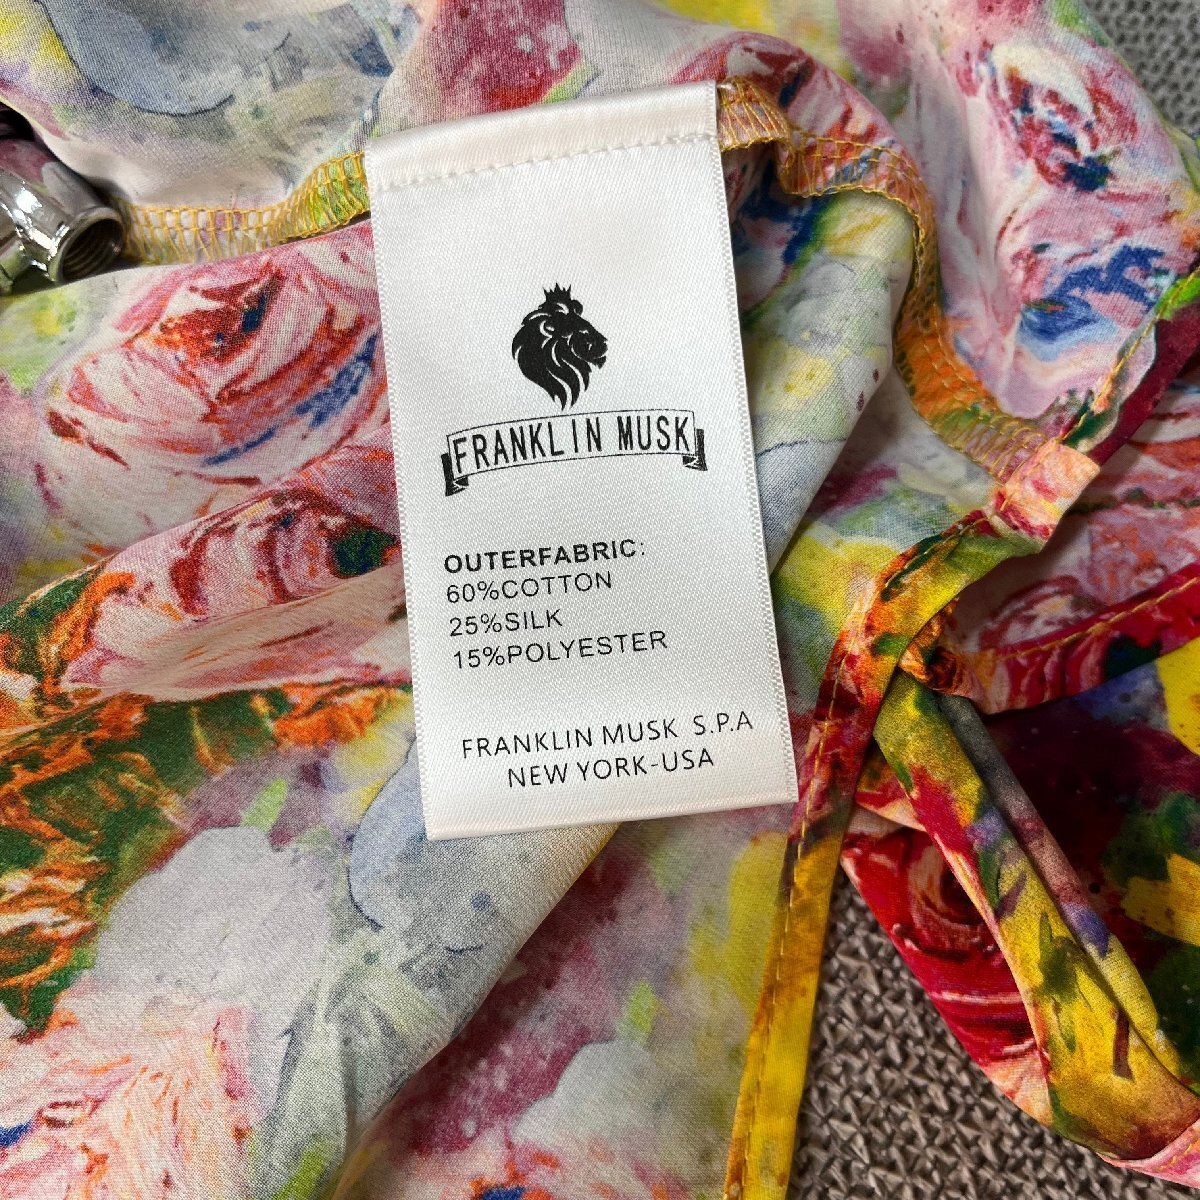 FRANKLIN MUSK
OUTERFABRIC:
60%COTTON
25%SILK
15%POLYESTER
FRANKLIN MUSK S.P.A
NEW YORK-USA